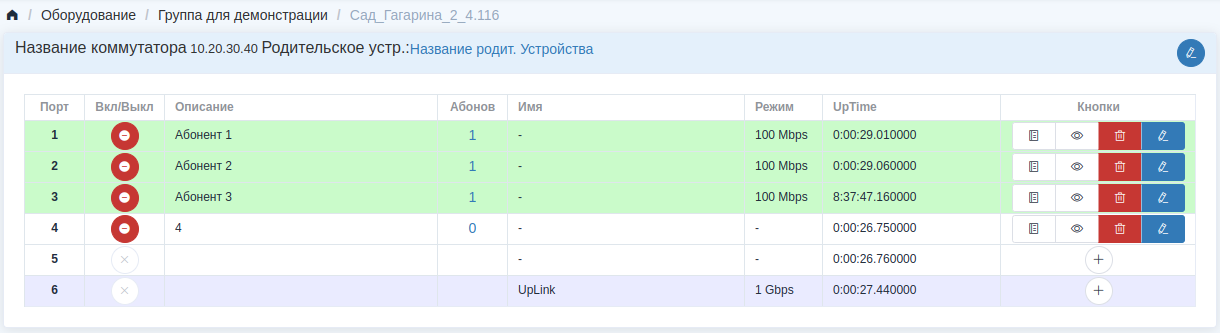 / Оборудование / Группа для демонстрации / Сад_Гагарина_2_4.116
Название коммутатора 10.20.30.40 Родительское устр.:Название родит. Устройства
Порт Вкл/Выкл Описание Абонов Имя Режим UpTime Кнопки
1 Абонент 1 1 - 100 Mbps 0:00:29.010000
2 Абонент 2 1 - 100 Mbps 0:00:29.060000
3 Абонент 3 1 - 100 Mbps 8:37:47.160000
4 4 0 - - 0:00:26.750000
5 - - 0:00:26.760000
6 UpLink 1 Gbps 0:00:27.440000